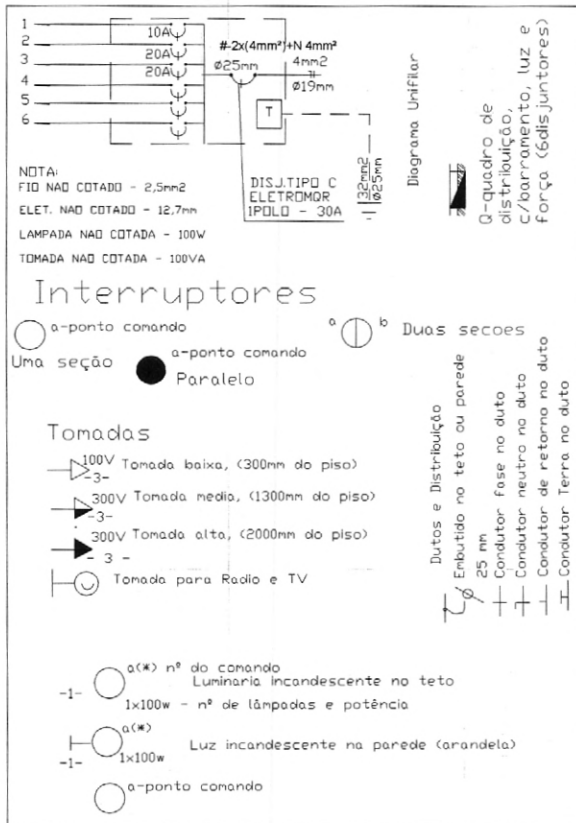 1
2
3
4
5
6
10A
20A
20A
#-2x(4mm²)+N 4mm²
Ø25mm
4mm2
Ø19mm
T
32mm2
Ø25mm
DISJ.TIPO C
ELETROMQR
1POLO - 30A
NOTA:
FIO NAO COTADO - 2,5mm2
ELET. NAO COTADO - 12,7mm
LAMPADA NAO COTADA - 100W
TOMADA NAO COTADA - 100VA
Diagrama Unifilar
Q-quadro de
distribuição,
c/barramento, luz e
força (6disjuntores)
Interruptores
a-ponto comando
Uma seção
a-ponto comando
Paralelo
a
b
Duas secoes
Tomadas
100V Tomada baixa, (300mm do piso)
-3-
300V Tomada media, (1300mm do piso)
-3-
300V Tomada alta, (2000mm do piso)
- 3 -
Tomada para Radio e TV
Dutos e Distribuição
Embutido no teto ou parede
25 mm
Condutor fase no duto
Condutor neutro no duto
Condutor de retorno no duto
Condutor Terra no duto
a(*) nº do comando
Luminaria incandescente no teto
-1-
1x100w - nº de lâmpadas e potência
a(*)
Luz incandescente na parede (arandela)
-1-
1x100w
a-ponto comando